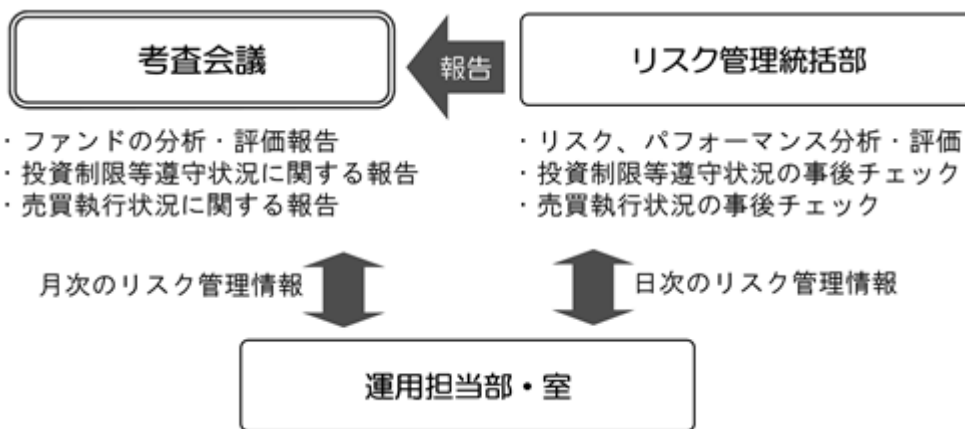 考査会議
報告
リスク管理統括部
・ファンドの分析・評価報告
・投資制限等遵守状況に関する報告
・売買執行状況に関する報告
・リスク、パフォーマンス分析・評価
・投資制限等遵守状況の事後チェック
・売買執行状況の事後チェック
月次のリスク管理情報
日次のリスク管理情報
運用担当部・室